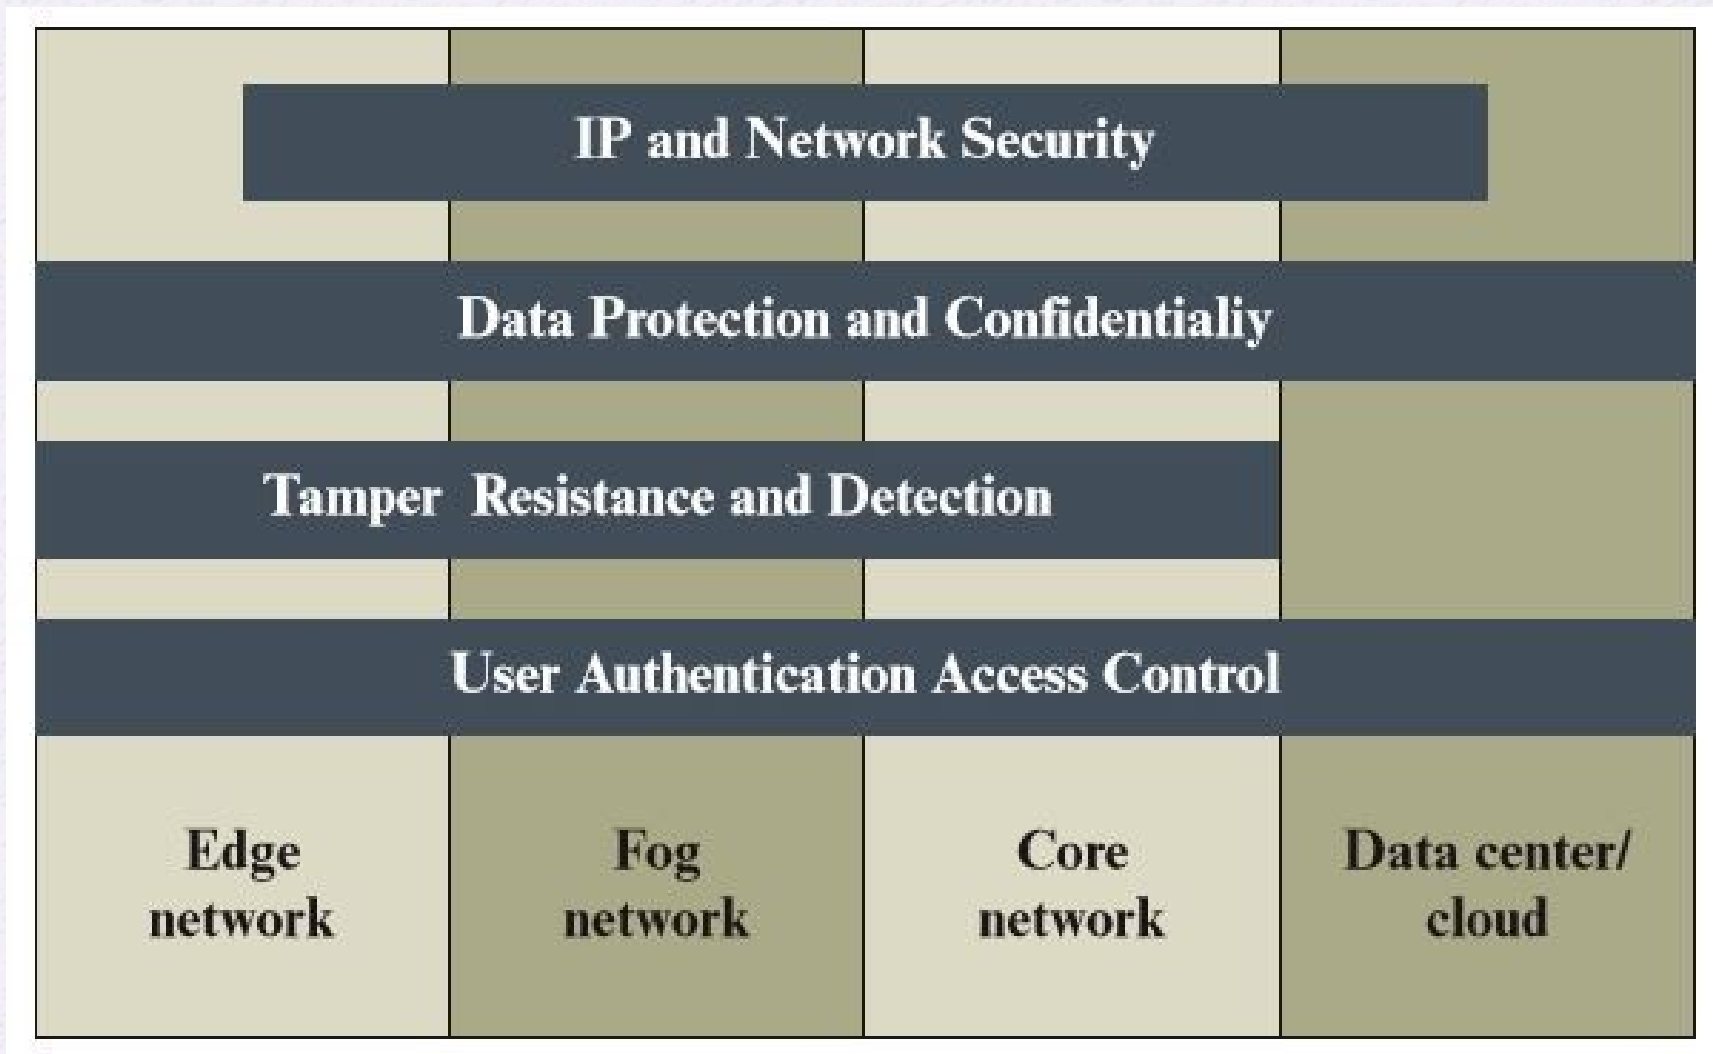 IP and Network Security
Data Protection and Confidentialiy
Tamper Resistance and Detection
User Authentication Access Control
Edge
network
Fog
network
Core
network
Data center/
cloud